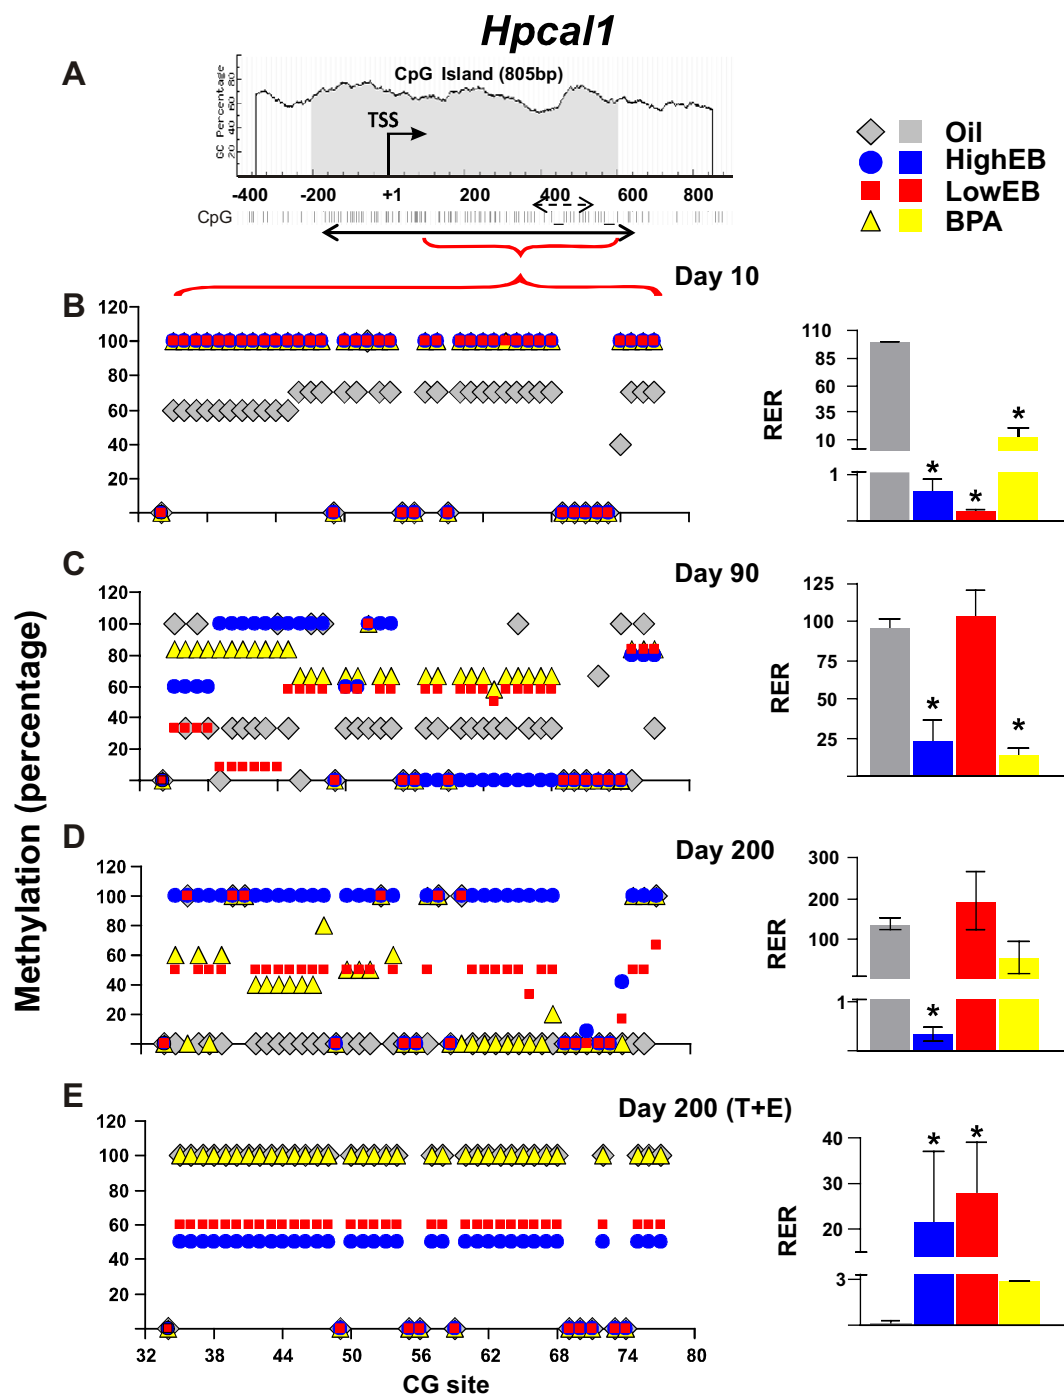 Hpcal1
A
CpG Island (805bp)
GC Percentage
80
60
40
20
TSS
-400 -200 +1 200 400 600 800
CpG
Oil
HighEB
LowEB
BPA
Day 10
B
120
100
80
60
40
20
RER
110
85
60
35
10
1
*
*
*
Day 90
C
120
100
80
60
40
20
RER
125
100
75
50
25
*
*
Methylation (percentage)
Day 200
D
120
100
80
60
40
20
RER
300
200
100
1
*
Day 200 (T+E)
E
120
100
80
60
40
20
32 38 44 50 56 62 68 74 80
CG site
RER
40
30
20
3
*
*